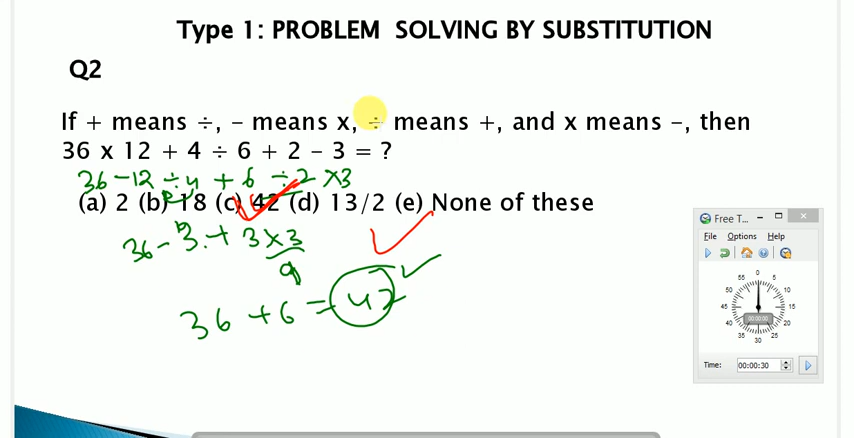 Type 1: PROBLEM SOLVING BY SUBSTITUTION
Q2
If + means ÷, – means x, ÷ means +, and x means –, then
36 x 12 + 4 ÷ 6 + 2 – 3 = ?
36 - 12 ÷ 4 + 6 ÷ 2 x 3
(a) 2 (b) 18 (c) 42 (d) 13/2 (e) None of these
36 - 3 + 3 x 3
9
36 + 6 = 42
Free T...
File Options Help
0
55 5
50 10
45 15
40 20
35 25
30
00:00:00
Time: 00:00:30